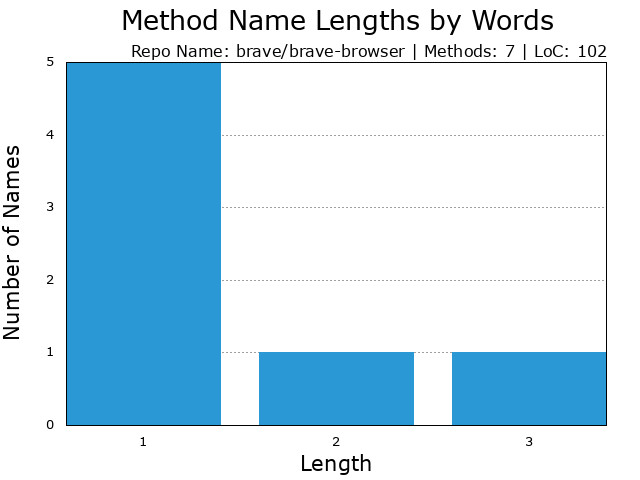 Method Name Lengths by Words
Repo Name: brave/brave-browser | Methods: 7 | LoC: 102
Number of Names
5
4
3
2
1
0
1 2 3
Length